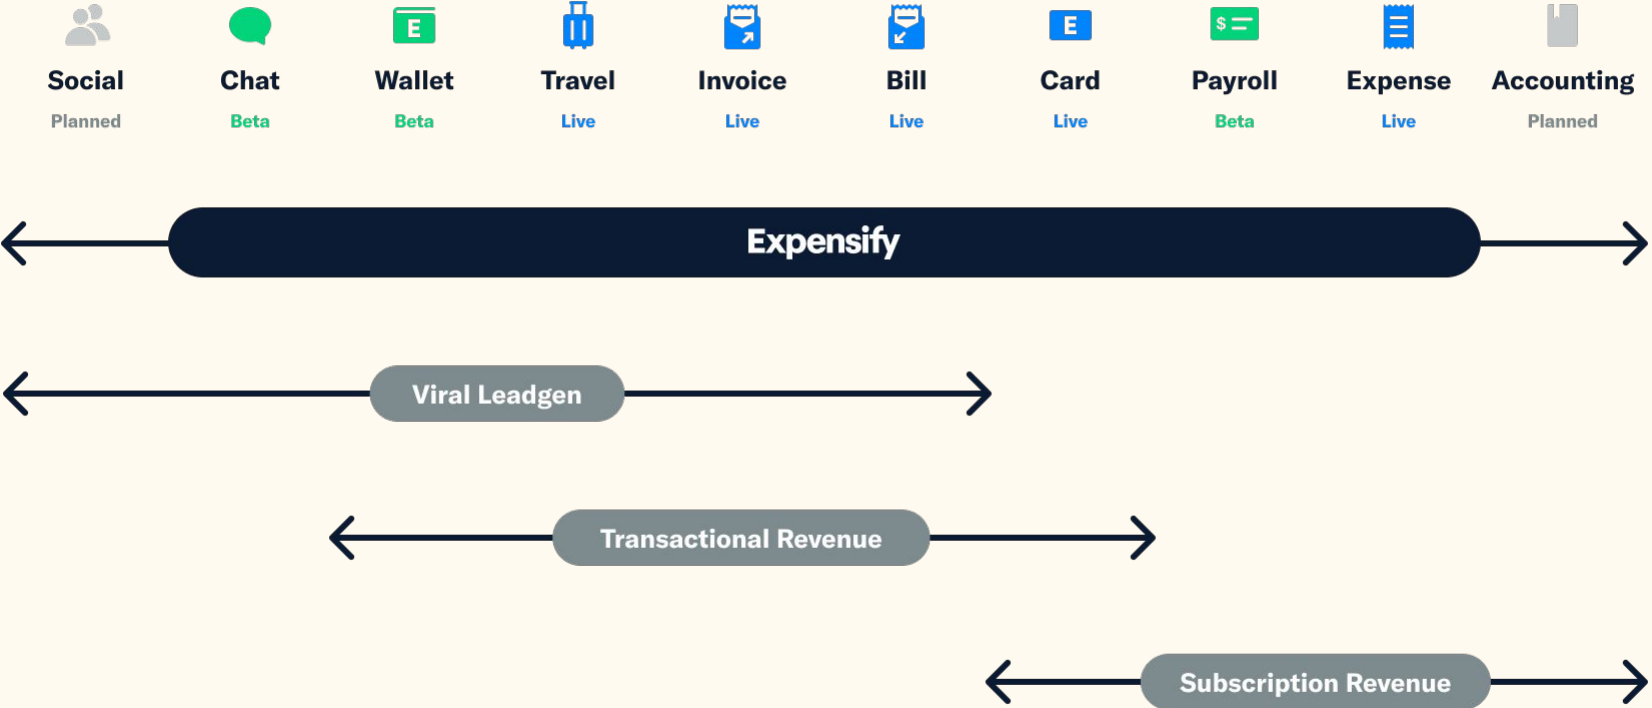 E E $
Social Chat Wallet Travel Invoice Bill Card Payroll Expense Accounting
Planned Beta Beta Live Live Live Live Beta Live Planned
Expensify
Viral Leadgen
Transactional Revenue
Subscription Revenue